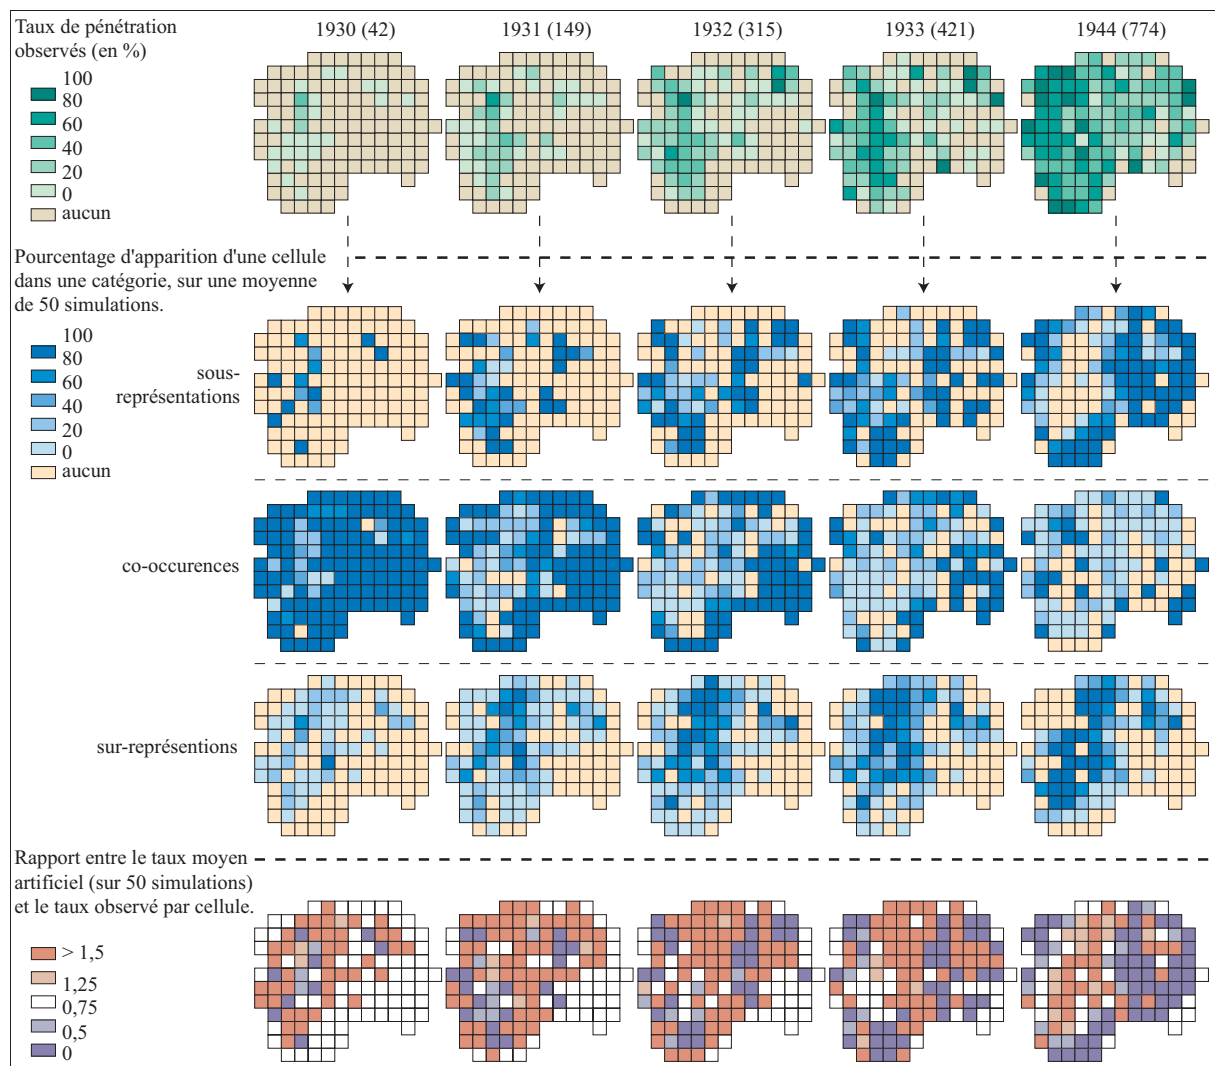 Taux de pénétration
observés (en %)
1930 (42)
1931 (149)
1932 (315)
1933 (421)
1944 (774)
100
80
60
40
20
0
aucun
Pourcentage d'apparition d'une cellule
dans une catégorie, sur une moyenne
de 50 simulations.
100
80
60
40
20
0
aucun
sous-
représentations
co-occurences
sur-représentions
Rapport entre le taux moyen
artificiel (sur 50 simulations)
et le taux observé par cellule.
> 1,5
1,25
0,75
0,5
0